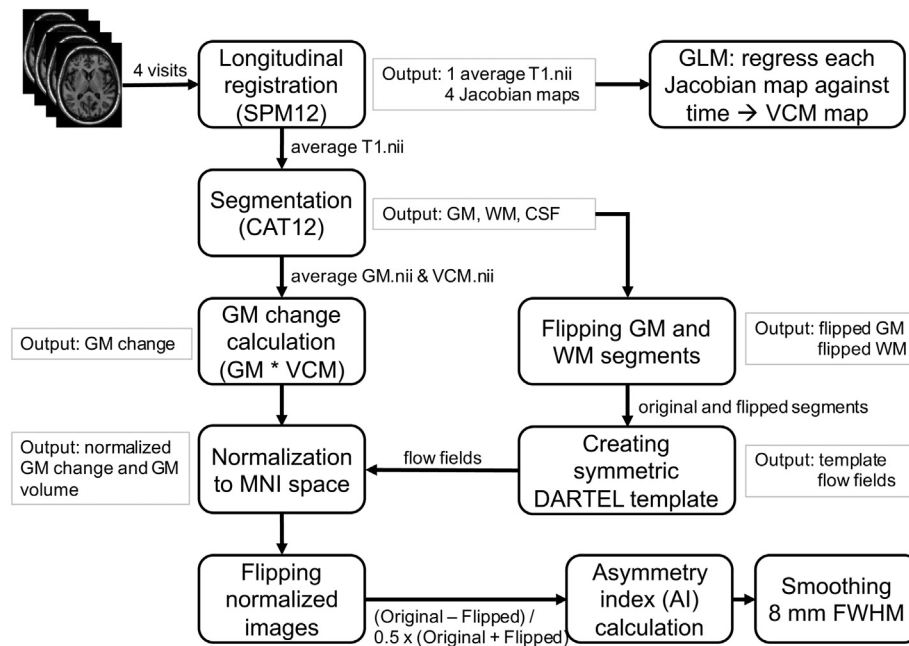 4 visits
Longitudinal
registration
(SPM12)
Output: 1 average T1.nii
4 Jacobian maps
GLM: regress each
Jacobian map against
time → VCM map
average T1.nii
Segmentation
(CAT12)
Output: GM, WM, CSF
average GM.nii & VCM.nii
Output: GM change
GM change
calculation
(GM * VCM)
Flipping GM and
WM segments
Output: flipped GM
flipped WM
original and flipped segments
Output: normalized
GM change and GM
volume
Normalization
to MNI space
flow fields
Creating
symmetric
DARTEL template
Output: template
flow fields
Flipping
normalized
images
(Original – Flipped) /
0.5 x (Original + Flipped)
Asymmetry
index (AI)
calculation
Smoothing
8 mm FWHM